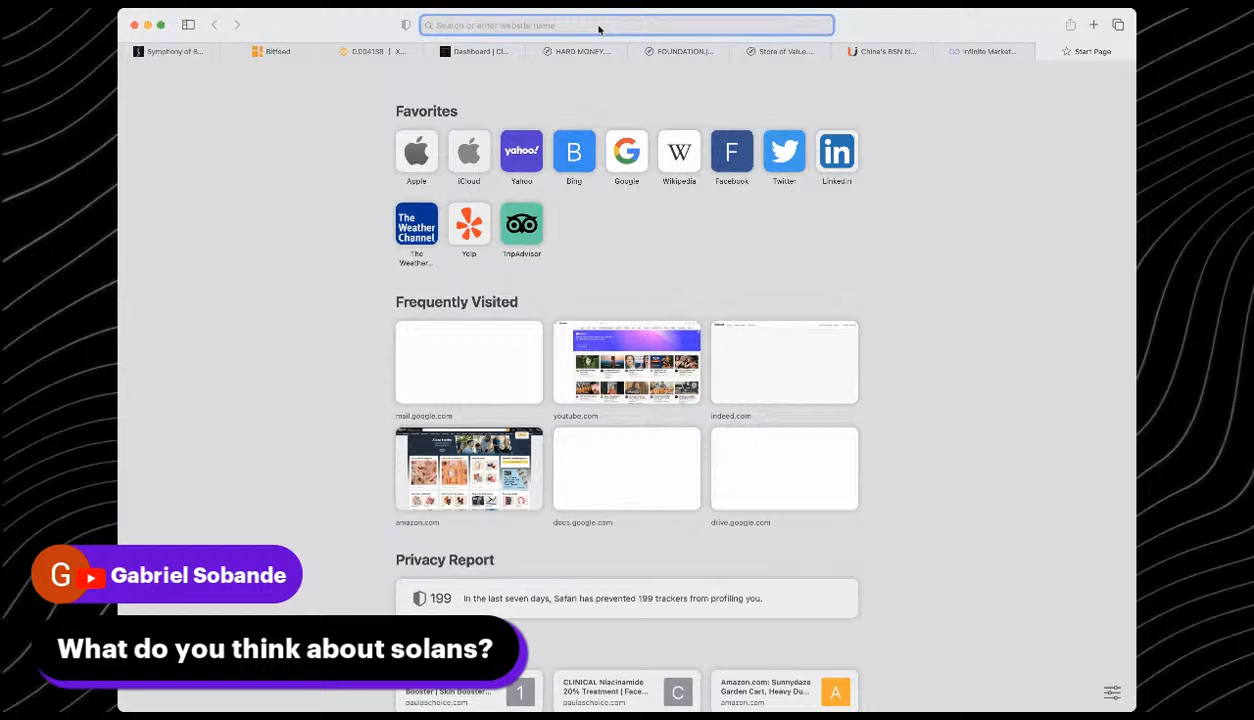 Search or enter website name
Symphony of B...
Bitfeed
0.004138 | X...
Dashboard | Cl...
HARD MONEY...
FOUNDATION.|...
Store of Value....
China's BSN bl...
Infinite Market...
Start Page
Favorites
yahoo!
B
G
W
F
in
Apple
iCloud
Yahoo
Bing
Google
Wikipedia
Facebook
Twitter
LinkedIn
The
Weather
Channel
The
Weather...
Yelp
TripAdvisor
Frequently Visited
mail.google.com
youtube.com
indeed.com
amazon.com
docs.google.com
drive.google.com
Privacy Report
199
In the last seven days, Safari has prevented 199 trackers from profiling you.
G
Gabriel Sobande
What do you think about solans?
Booster | Skin Booster...
paulaschoice.com
1
CLINICAL Niacinamide
20% Treatment | Face...
paulaschoice.com
C
Amazon.com: Sunnydaze
Garden Cart, Heavy Du...
amazon.com
A